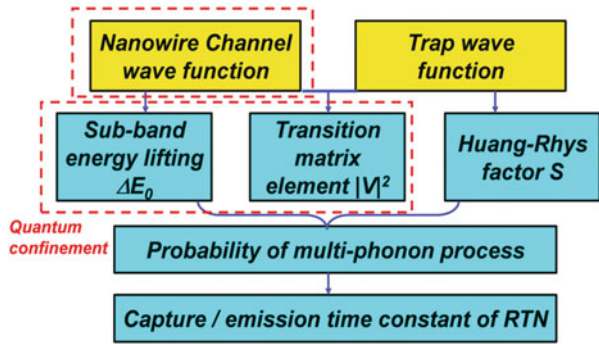 Nanowire Channel
wave function
Trap wave
function
Sub-band
energy lifting
ΔE₀
Transition
matrix
element |V|²
Huang-Rhys
factor S
Quantum
confinement
Probability of multi-phonon process
Capture / emission time constant of RTN